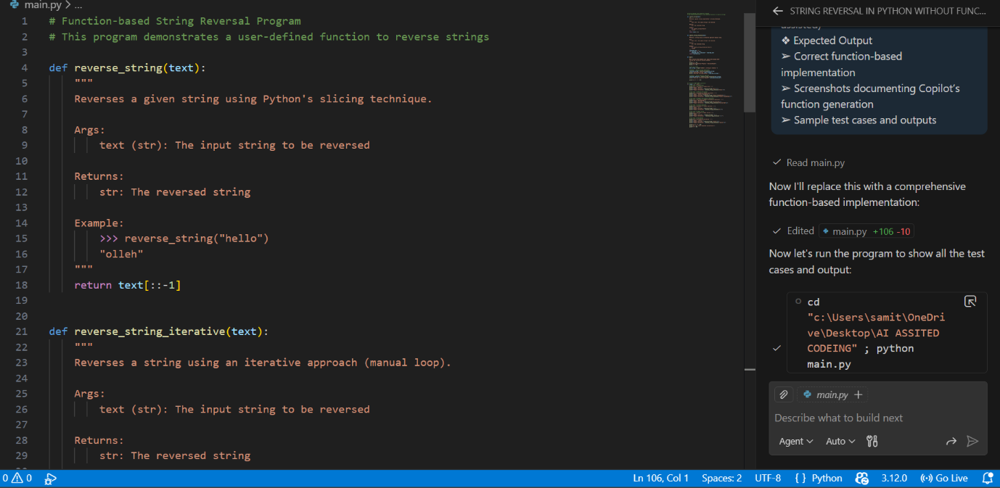 main.py > ...
1 # Function-based String Reversal Program
2 # This program demonstrates a user-defined function to reverse strings
3
4 def reverse_string(text):
5 """
6 Reverses a given string using Python's slicing technique.
7
8 Args:
9 text (str): The input string to be reversed
10
11 Returns:
12 str: The reversed string
13
14 Example:
15 >>> reverse_string("hello")
16 "olleh"
17 """
18 return text[::-1]
19
20
21 def reverse_string_iterative(text):
22 """
23 Reverses a string using an iterative approach (manual loop).
24
25 Args:
26 text (str): The input string to be reversed
27
28 Returns:
29 str: The reversed string
← STRING REVERSAL IN PYTHON WITHOUT FUNC...
assisted)
❖ Expected Output
➢ Correct function-based
implementation
➢ Screenshots documenting Copilot's
function generation
➢ Sample test cases and outputs
✓ Read main.py
Now I'll replace this with a comprehensive
function-based implementation:
✓ Edited main.py +106 -10
Now let's run the program to show all the test
cases and output:
cd
"c:\Users\samit\OneDri
ve\Desktop\AI ASSITED
CODEING" ; python
main.py
main.py +
Describe what to build next
Agent Auto
0 0 Ln 106, Col 1 Spaces: 2 UTF-8 { } Python 3.12.0 Go Live